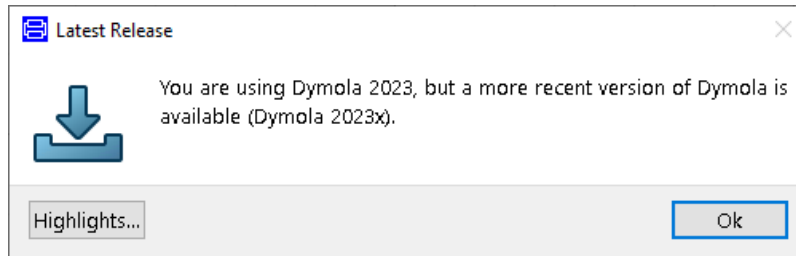 Latest Release
You are using Dymola 2023, but a more recent version of Dymola is
available (Dymola 2023x).
Highlights...
Ok